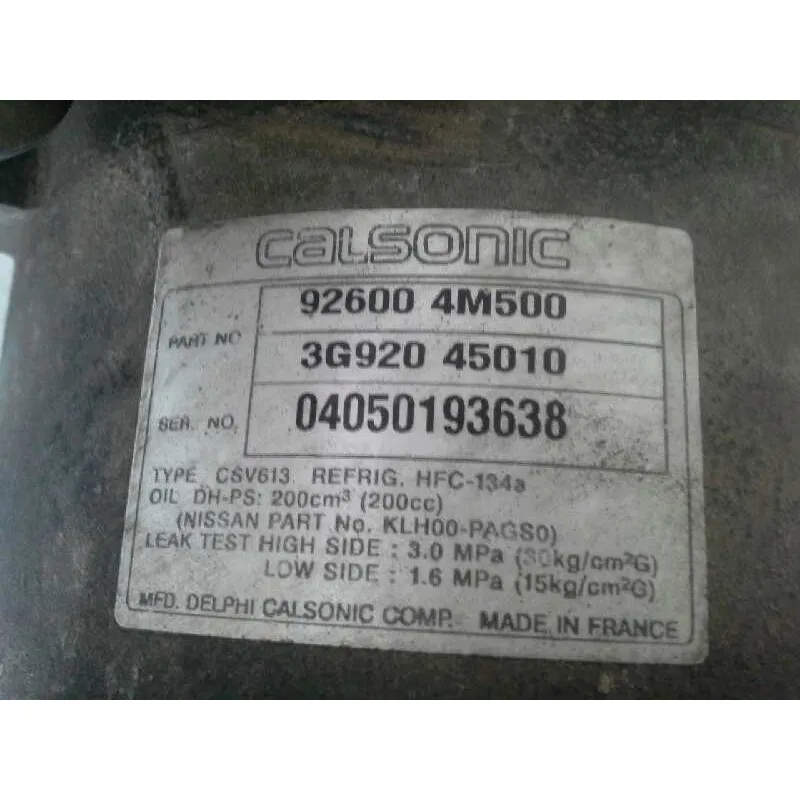 CALSONIC
92600 4M500
PART NO
3G920 45010
SER. NO. 04050193638
TYPE CSV613 REFRIG. HFC-134a
OIL DH-PS: 200cm³ (200cc)
(NISSAN PART No. KLH00-PAGS0)
LEAK TEST HIGH SIDE : 3.0 MPa (30kg/cm²G)
LOW SIDE : 1.6 MPa (15kg/cm²G)
MFD. DELPHI CALSONIC COMP. MADE IN FRANCE